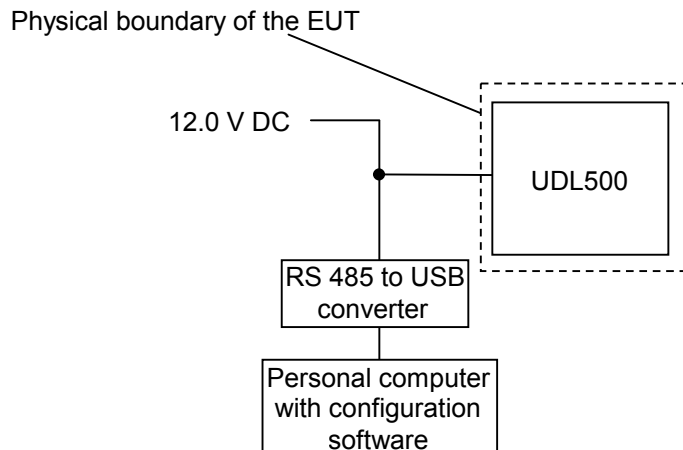 Physical boundary of the EUT
12.0 V DC
UDL500
RS 485 to USB
converter
Personal computer
with configuration
software